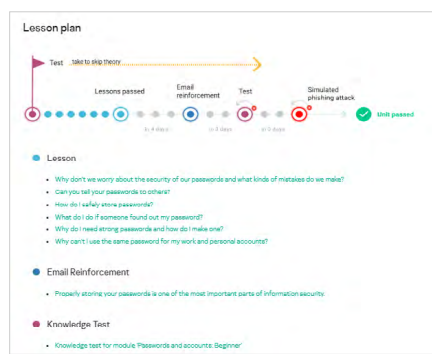 Lesson plan
Test take to skip theory
Lessons passed
Email
reinforcement
Test
Simulated
phishing attack
Unit passed
in 4 days
in 3 days
in 3 days
Lesson
Why don't we worry about the security of our passwords and what kinds of mistakes do we make?
Can you tell your passwords to others?
How do I safely store passwords?
What do I do if someone found out my password?
Why do I need strong passwords and how do I make one?
Why can't I use the same password for my work and personal accounts?
Email Reinforcement
Properly storing your passwords is one of the most important parts of information security.
Knowledge Test
Knowledge test for module 'Passwords and accounts: Beginner'